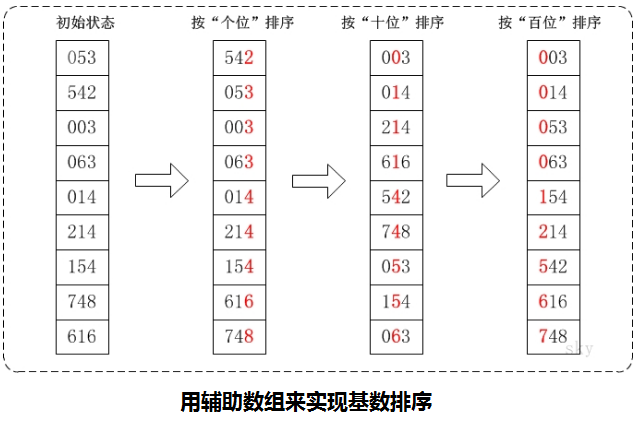 初始状态 按“个位”排序 按“十位”排序 按“百位”排序
053 542 003 003
542 053 014 014
003 003 214 053
063 063 616 063
014 014 542 154
214 214 748 214
154 154 053 542
748 616 154 616
616 748 063 748
sky
用辅助数组来实现基数排序